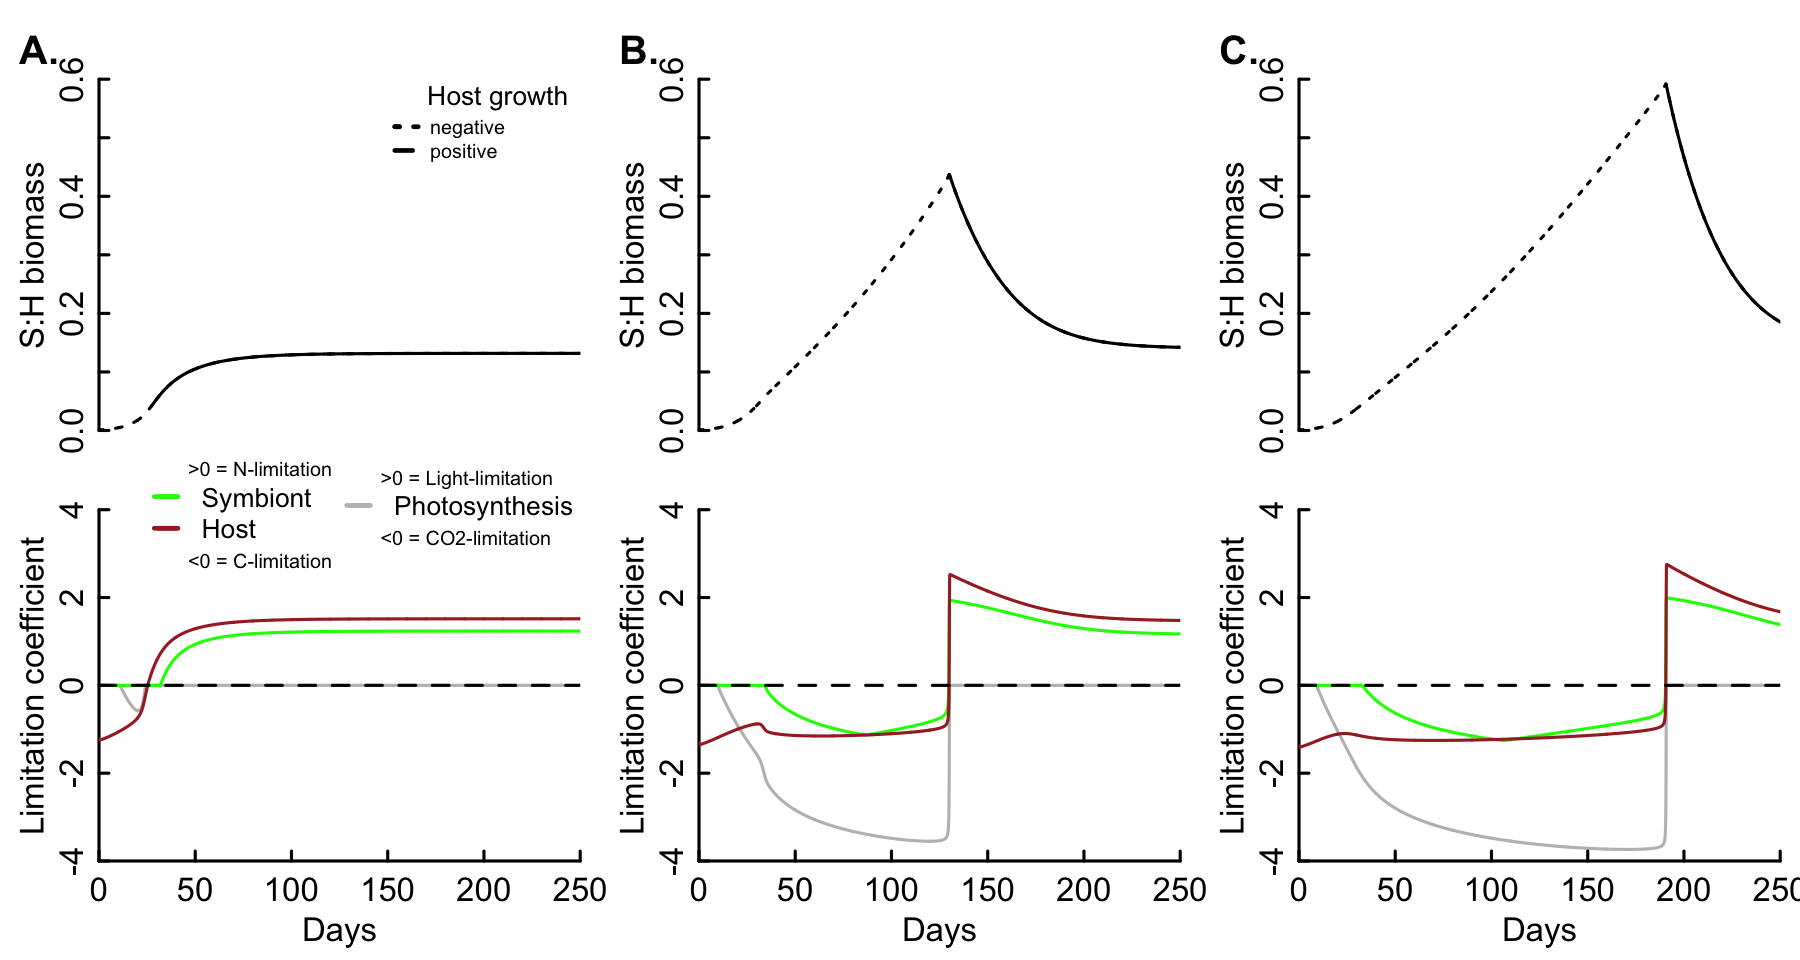 A.
B.
C.
S:H biomass
0.0 0.2 0.4 0.6
Host growth
negative
positive
S:H biomass
0.0 0.2 0.4 0.6
S:H biomass
0.0 0.2 0.4 0.6
Limitation coefficient
-4 -2 0 2 4
>0 = N-limitation
Symbiont
Host
<0 = C-limitation
>0 = Light-limitation
Photosynthesis
<0 = CO2-limitation
0 50 100 150 200 250
Days
Limitation coefficient
-4 -2 0 2 4
0 50 100 150 200 250
Days
Limitation coefficient
-4 -2 0 2 4
0 50 100 150 200 250
Days